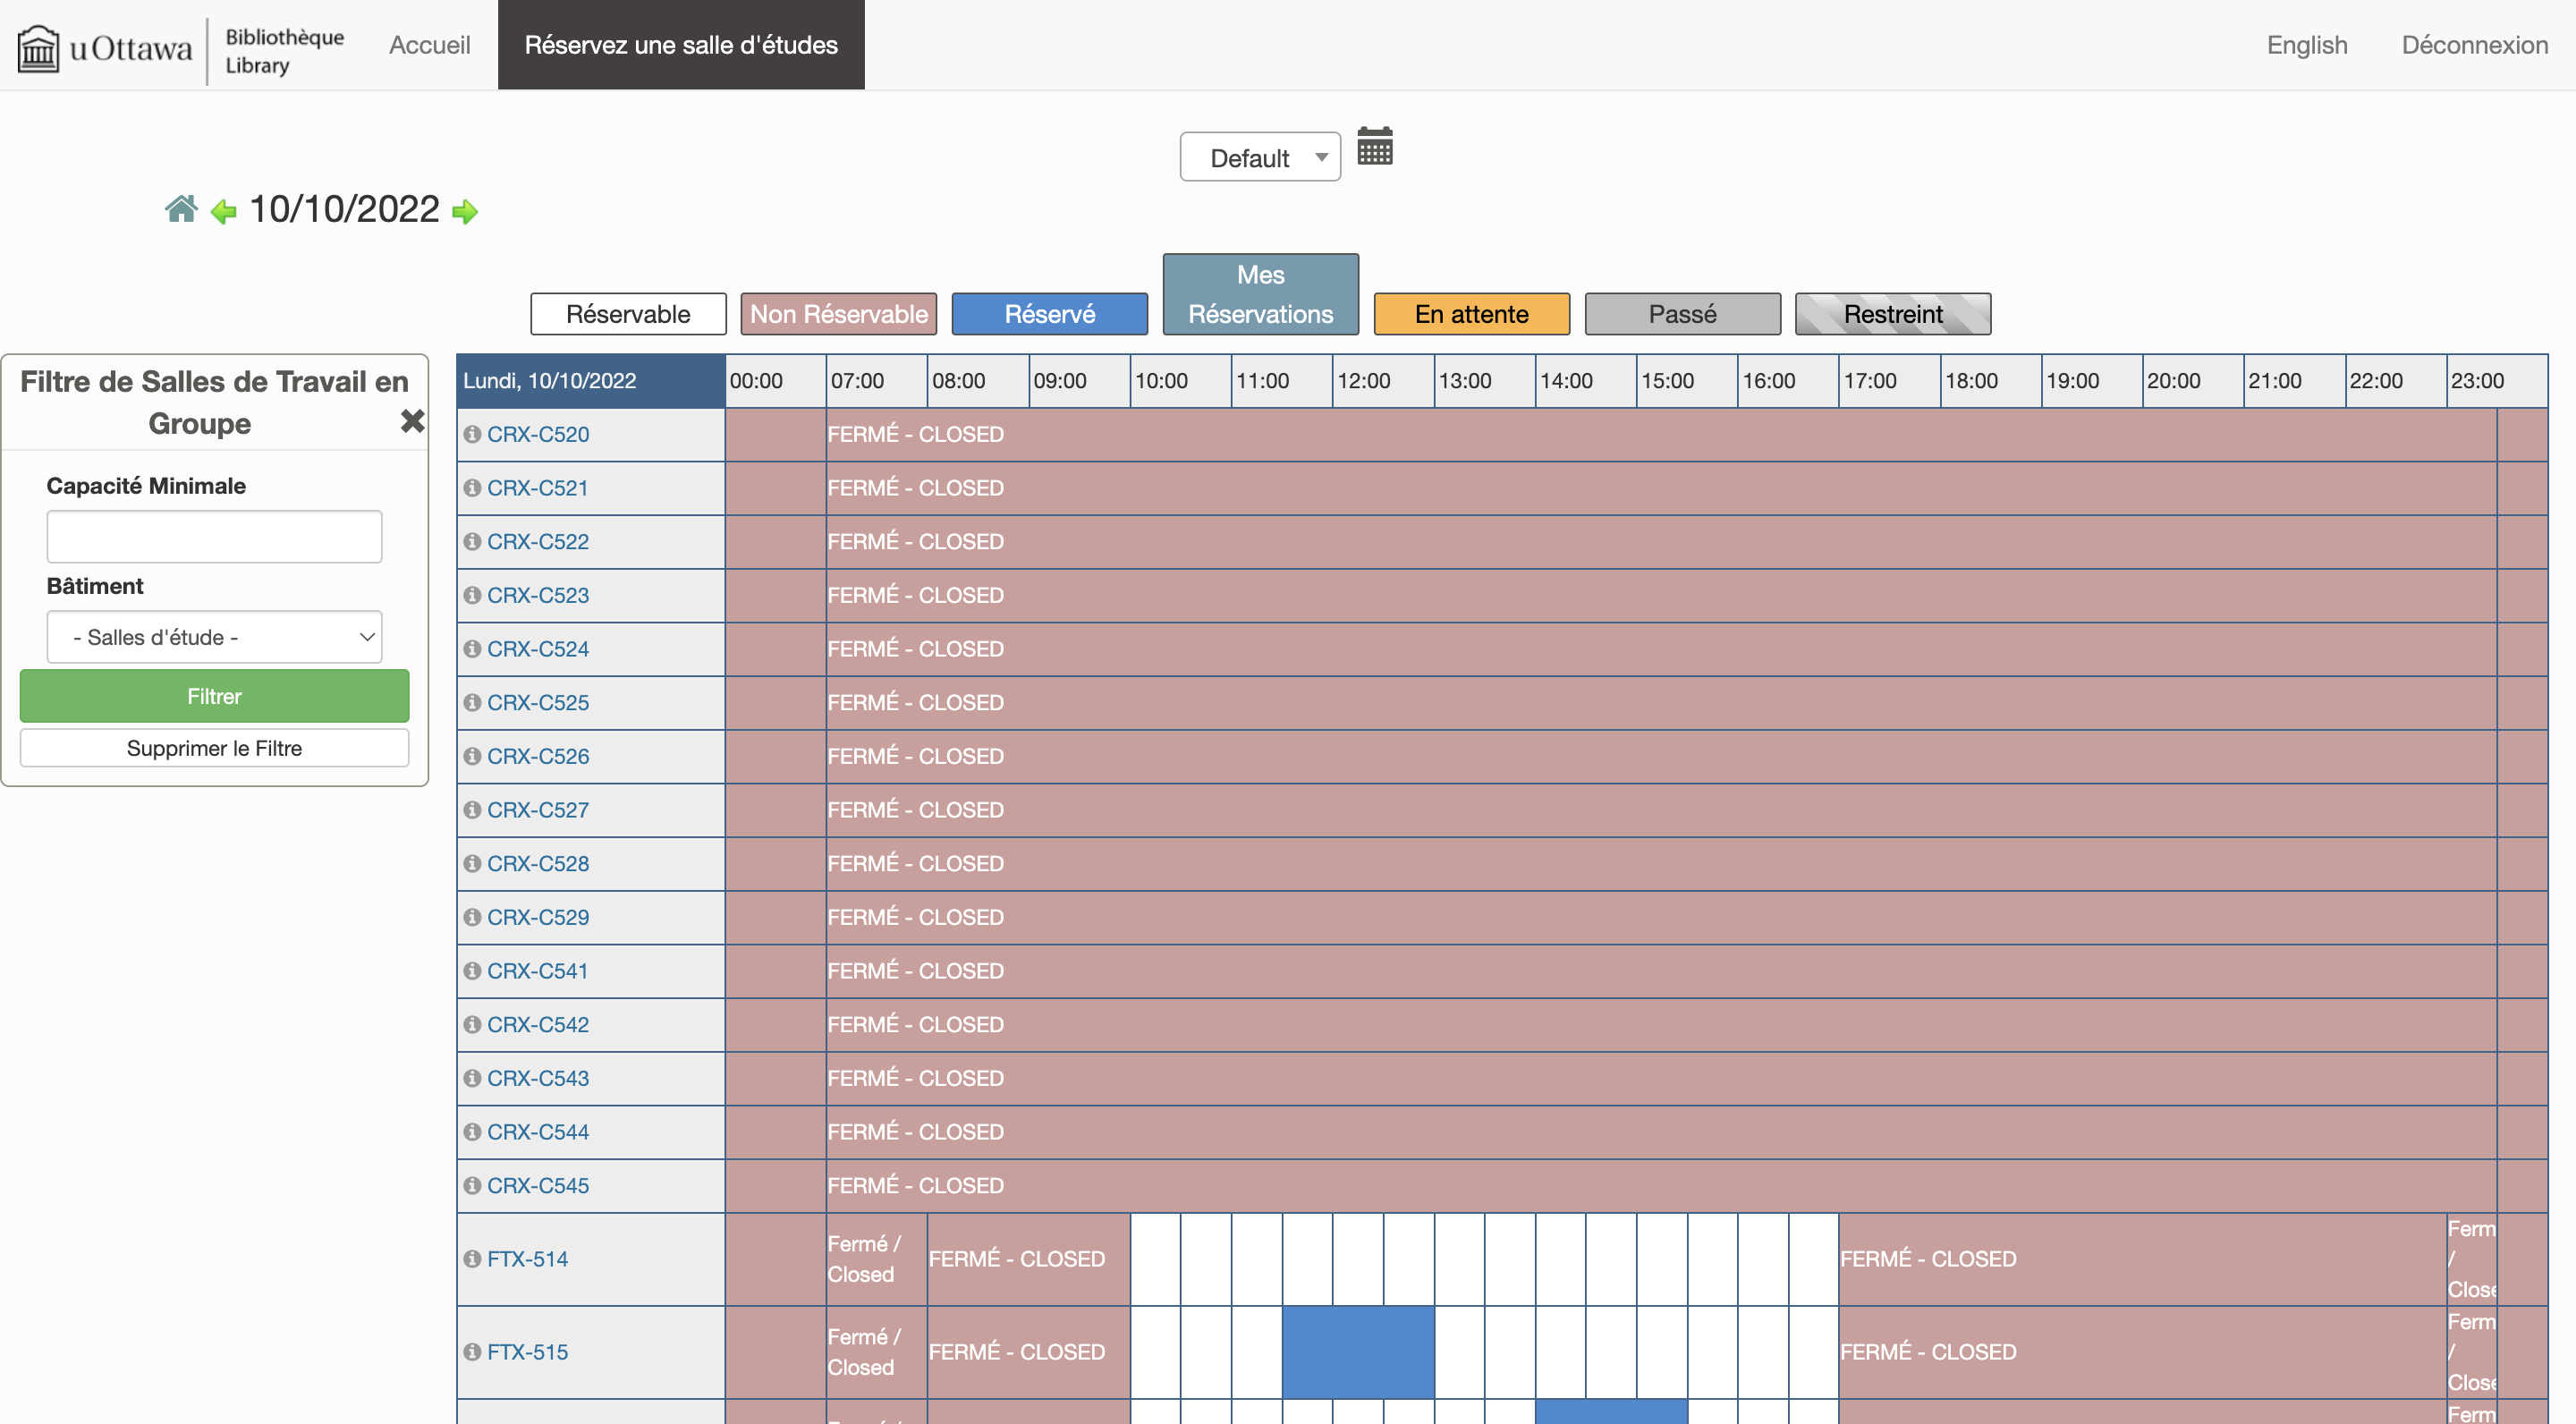 uOttawa
Bibliothèque
Library
Accueil
Réservez une salle d'études
English
Déconnexion
Default
10/10/2022
Réservable
Non Réservable
Réservé
Mes
Réservations
En attente
Passé
Restreint
Filtre de Salles de Travail en
Groupe
Capacité Minimale
Bâtiment
- Salles d'étude -
Filtrer
Supprimer le Filtre
Lundi, 10/10/2022 00:00 07:00 08:00 09:00 10:00 11:00 12:00 13:00 14:00 15:00 16:00 17:00 18:00 19:00 20:00 21:00 22:00 23:00
CRX-C520 FERMÉ - CLOSED
CRX-C521 FERMÉ - CLOSED
CRX-C522 FERMÉ - CLOSED
CRX-C523 FERMÉ - CLOSED
CRX-C524 FERMÉ - CLOSED
CRX-C525 FERMÉ - CLOSED
CRX-C526 FERMÉ - CLOSED
CRX-C527 FERMÉ - CLOSED
CRX-C528 FERMÉ - CLOSED
CRX-C529 FERMÉ - CLOSED
CRX-C541 FERMÉ - CLOSED
CRX-C542 FERMÉ - CLOSED
CRX-C543 FERMÉ - CLOSED
CRX-C544 FERMÉ - CLOSED
CRX-C545 FERMÉ - CLOSED
FTX-514
Fermé /
Closed
FERMÉ - CLOSED
FERMÉ - CLOSED
Ferm
/
Close
FTX-515
Fermé /
Closed
FERMÉ - CLOSED
FERMÉ - CLOSED
Ferm
/
Close
Ferm